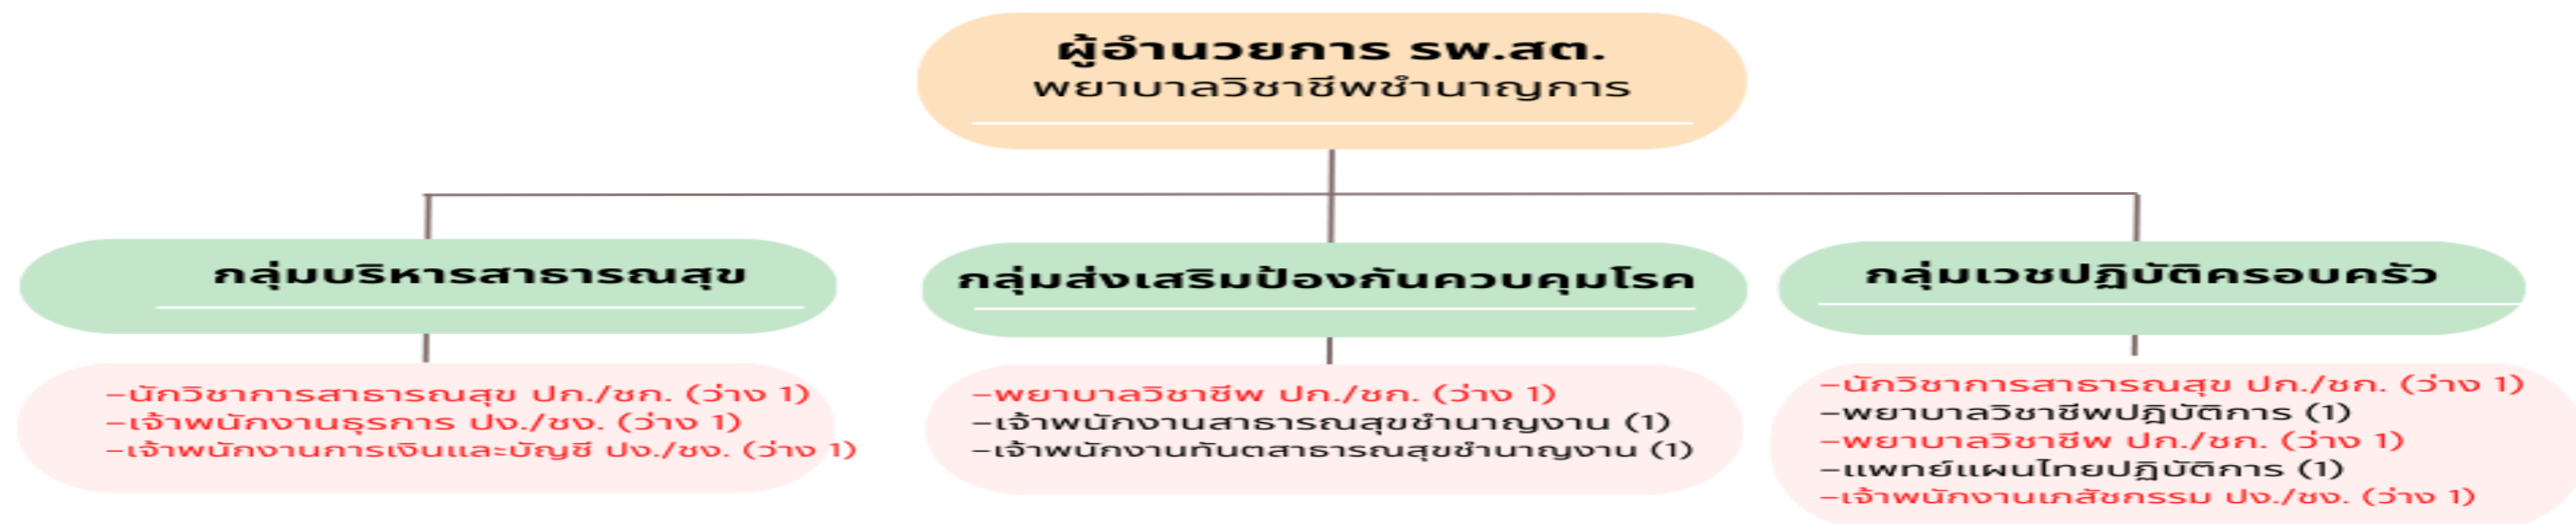 ผู้อำนวยการ รพ.สต.
พยาบาลวิชาชีพชำนาญการ
กลุ่มบริหารสาธารณสุข
-นักวิชาการสาธารณสุข ปก./ชก. (ว่าง 1)
-เจ้าพนักงานธุรการ ปง./ชง. (ว่าง 1)
-เจ้าพนักงานการเงินและบัญชี ปง./ชง. (ว่าง 1)
กลุ่มส่งเสริมป้องกันควบคุมโรค
-พยาบาลวิชาชีพ ปก./ชก. (ว่าง 1)
-เจ้าพนักงานสาธารณสุขชำนาญงาน (1)
-เจ้าพนักงานทันตสาธารณสุขชำนาญงาน (1)
กลุ่มเวชปฏิบัติครอบครัว
-นักวิชาการสาธารณสุข ปก./ชก. (ว่าง 1)
-พยาบาลวิชาชีพปฏิบัติการ (1)
-พยาบาลวิชาชีพ ปก./ชก. (ว่าง 1)
-แพทย์แผนไทยปฏิบัติการ (1)
-เจ้าพนักงานเภสัชกรรม ปง./ชง. (ว่าง 1)